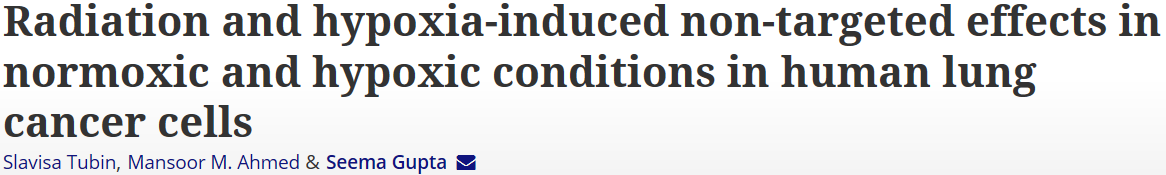 Radiation and hypoxia-induced non-targeted effects in
normoxic and hypoxic conditions in human lung
cancer cells
Slavisa Tubin, Mansoor M. Ahmed & Seema Gupta